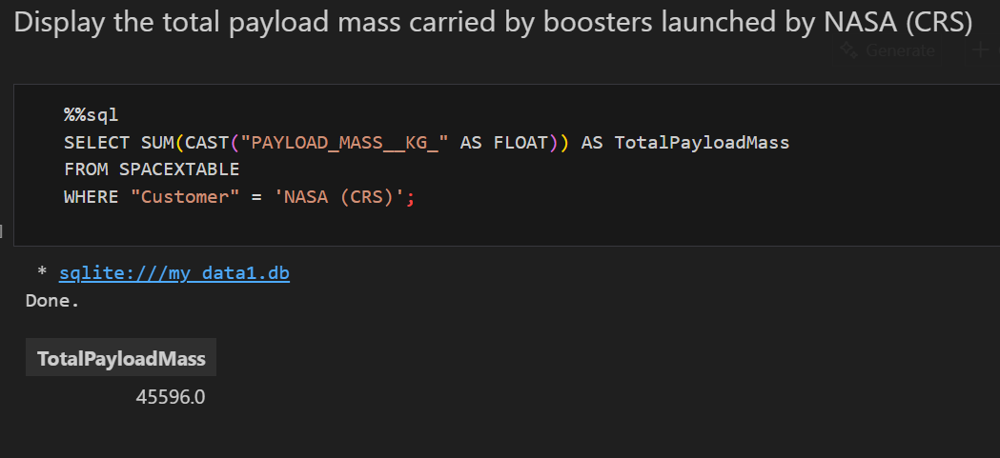 Display the total payload mass carried by boosters launched by NASA (CRS)
Generate
%%sql
SELECT SUM(CAST("PAYLOAD_MASS__KG_" AS FLOAT)) AS TotalPayloadMass
FROM SPACEXTABLE
WHERE "Customer" = 'NASA (CRS)';
* sqlite:///my_data1.db
Done.
TotalPayloadMass
45596.0